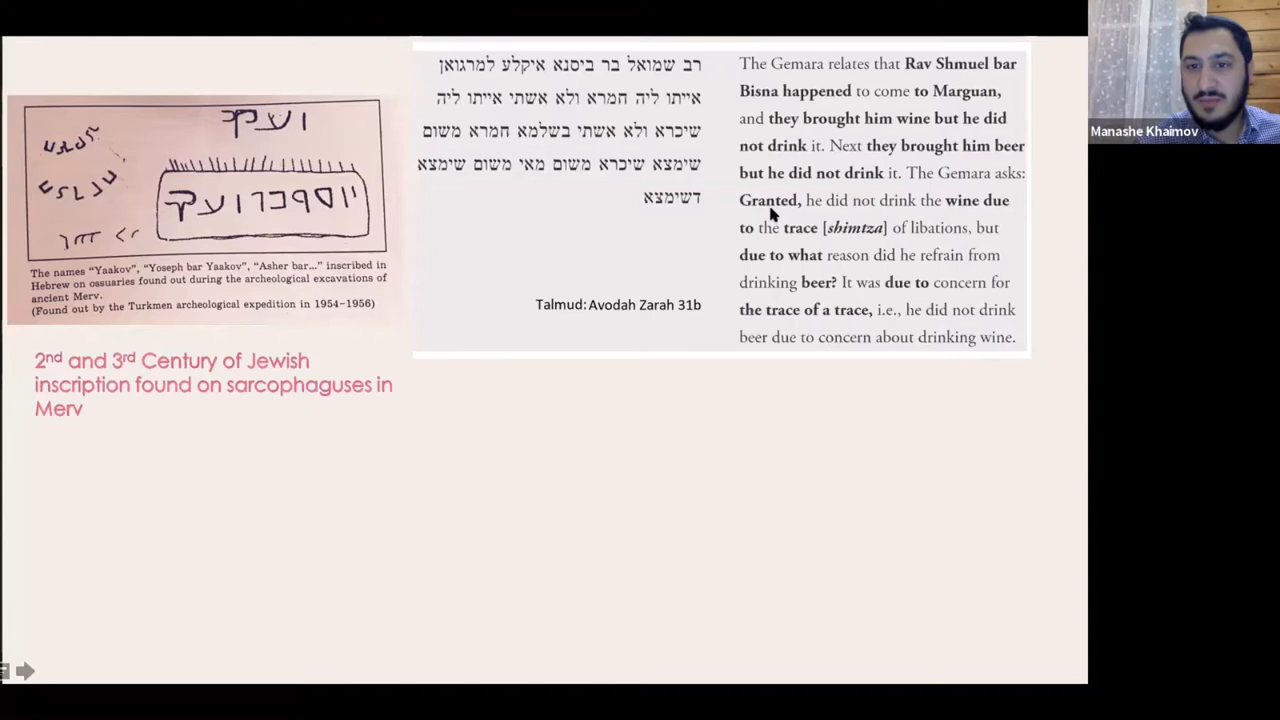 ועקך
יוסף בר ועקך
The names "Yaakov", "Yoseph bar Yaakov", "Asher bar..." inscribed in
Hebrew on ossuaries found out during the archeological excavations of
ancient Merv.
(Found out by the Turkmen archeological expedition in 1954–1956)
2nd and 3rd Century of Jewish
inscription found on sarcophaguses in
Merv
רב שמואל בר ביסנא איקלע למרגואן
אייתו ליה חמרא ולא אשתי אייתו ליה
שיכרא ולא אשתי בשלמא חמרא משום
שימצא שיכרא משום מאי משום שימצא
דשימצא
Talmud: Avodah Zarah 31b
The Gemara relates that Rav Shmuel bar
Bisna happened to come to Marguan,
and they brought him wine but he did
not drink it. Next they brought him beer
but he did not drink it. The Gemara asks:
Granted, he did not drink the wine due
to the trace [shimtza] of libations, but
due to what reason did he refrain from
drinking beer? It was due to concern for
the trace of a trace, i.e., he did not drink
beer due to concern about drinking wine.
Manashe Khaimov